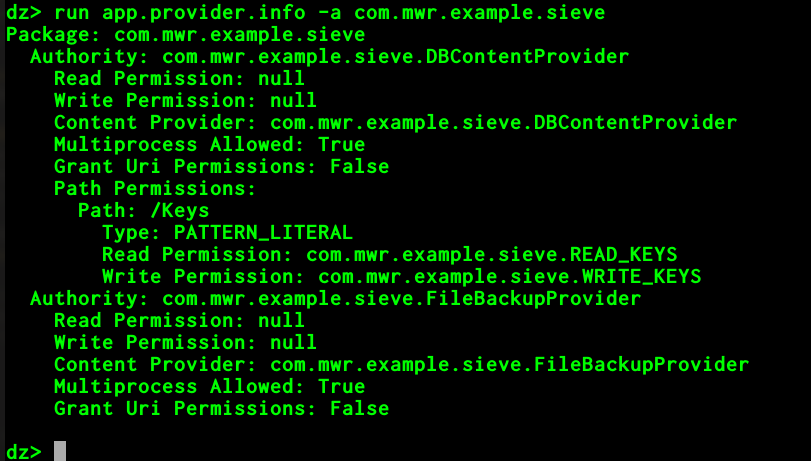 dz> run app.provider.info -a com.mwr.example.sieve
Package: com.mwr.example.sieve
  Authority: com.mwr.example.sieve.DBContentProvider
    Read Permission: null
    Write Permission: null
    Content Provider: com.mwr.example.sieve.DBContentProvider
    Multiprocess Allowed: True
    Grant Uri Permissions: False
    Path Permissions:
      Path: /Keys
        Type: PATTERN_LITERAL
        Read Permission: com.mwr.example.sieve.READ_KEYS
        Write Permission: com.mwr.example.sieve.WRITE_KEYS
  Authority: com.mwr.example.sieve.FileBackupProvider
    Read Permission: null
    Write Permission: null
    Content Provider: com.mwr.example.sieve.FileBackupProvider
    Multiprocess Allowed: True
    Grant Uri Permissions: False
dz>